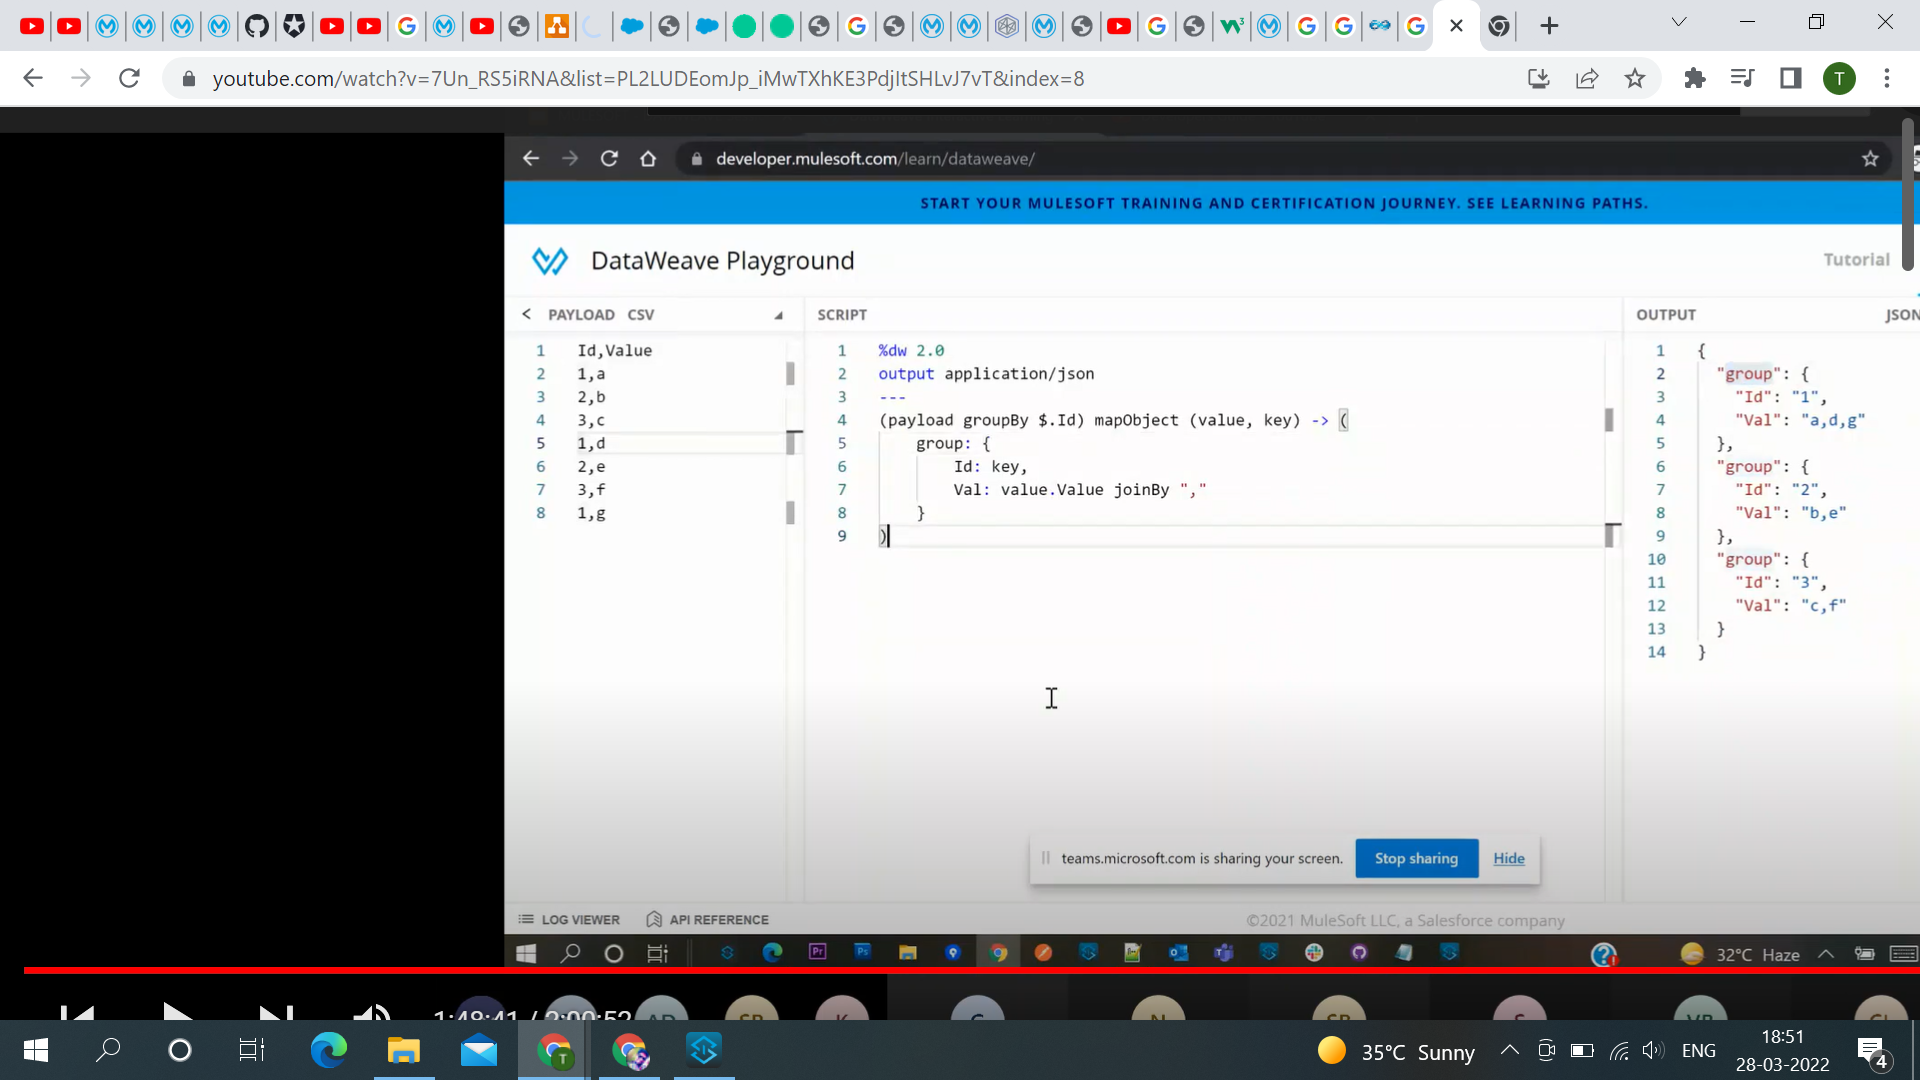 youtube.com/watch?v=7Un_RS5iRNA&list=PL2LUDEomJp_iMwTXhKE3PdjItSHLvJ7vT&index=8
T
developer.mulesoft.com/learn/dataweave/
START YOUR MULESOFT TRAINING AND CERTIFICATION JOURNEY. SEE LEARNING PATHS.
DataWeave Playground
Tutorial
PAYLOAD CSV
1 Id,Value
2 1,a
3 2,b
4 3,c
5 1,d
6 2,e
7 3,f
8 1,g
SCRIPT
1 %dw 2.0
2 output application/json
3 ---
4 (payload groupBy $.Id) mapObject (value, key) -> (
5 group: {
6 Id: key,
7 Val: value.Value joinBy ","
8 }
9 )
OUTPUT JSON
1 {
2 "group": {
3 "Id": "1",
4 "Val": "a,d,g"
5 },
6 "group": {
7 "Id": "2",
8 "Val": "b,e"
9 },
10 "group": {
11 "Id": "3",
12 "Val": "c,f"
13 }
14 }
teams.microsoft.com is sharing your screen. Stop sharing Hide
LOG VIEWER API REFERENCE
©2021 MuleSoft LLC, a Salesforce company
Pr Ps
32°C Haze
1:48:41 / 2:00:52
AD SB K C N SB S VB
T
35°C Sunny
ENG
18:51
28-03-2022
4